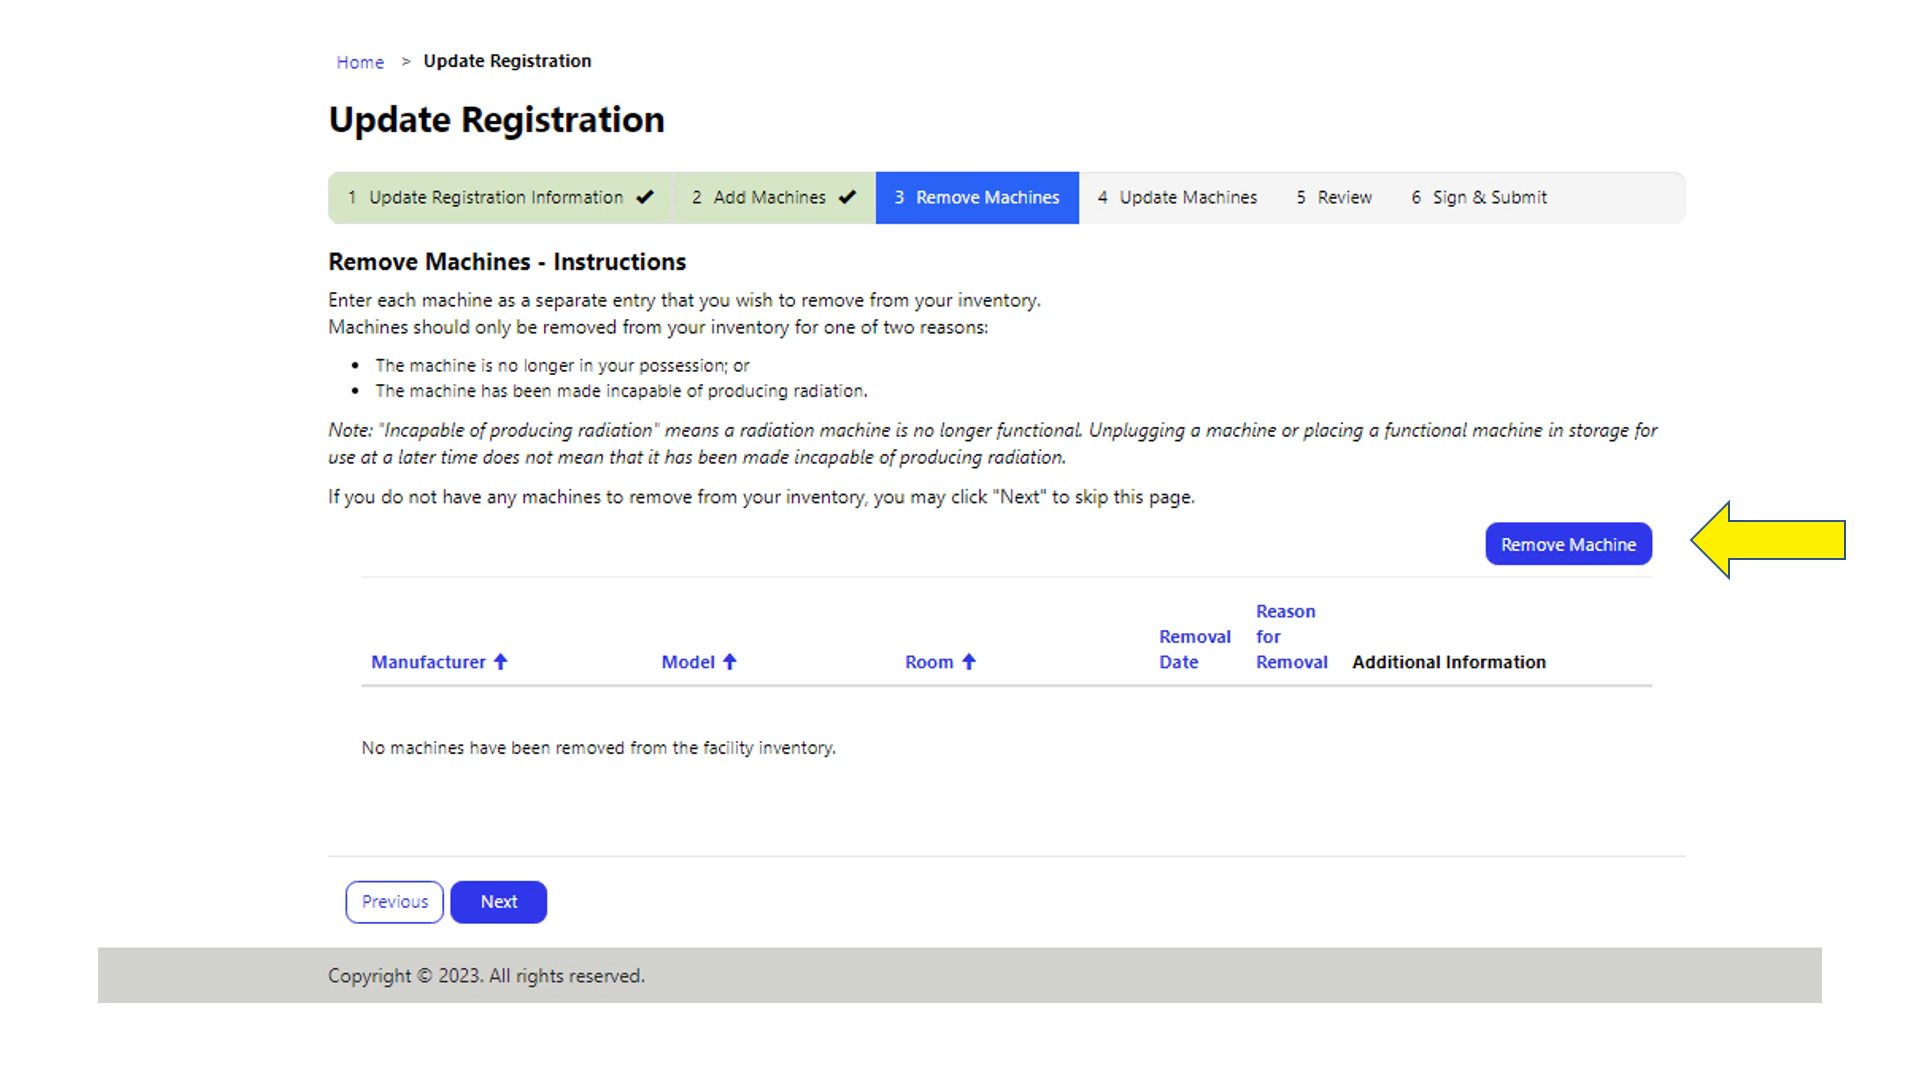 Home > Update Registration
Update Registration
1 Update Registration Information ✔ 2 Add Machines ✔ 3 Remove Machines 4 Update Machines 5 Review 6 Sign & Submit
Remove Machines - Instructions
Enter each machine as a separate entry that you wish to remove from your inventory.
Machines should only be removed from your inventory for one of two reasons:
• The machine is no longer in your possession; or
• The machine has been made incapable of producing radiation.
Note: "Incapable of producing radiation" means a radiation machine is no longer functional. Unplugging a machine or placing a functional machine in storage for
use at a later time does not mean that it has been made incapable of producing radiation.
If you do not have any machines to remove from your inventory, you may click "Next" to skip this page.
Remove Machine
Manufacturer ↑ Model ↑ Room ↑ Removal Date Reason for Removal Additional Information
No machines have been removed from the facility inventory.
Previous Next
Copyright © 2023. All rights reserved.